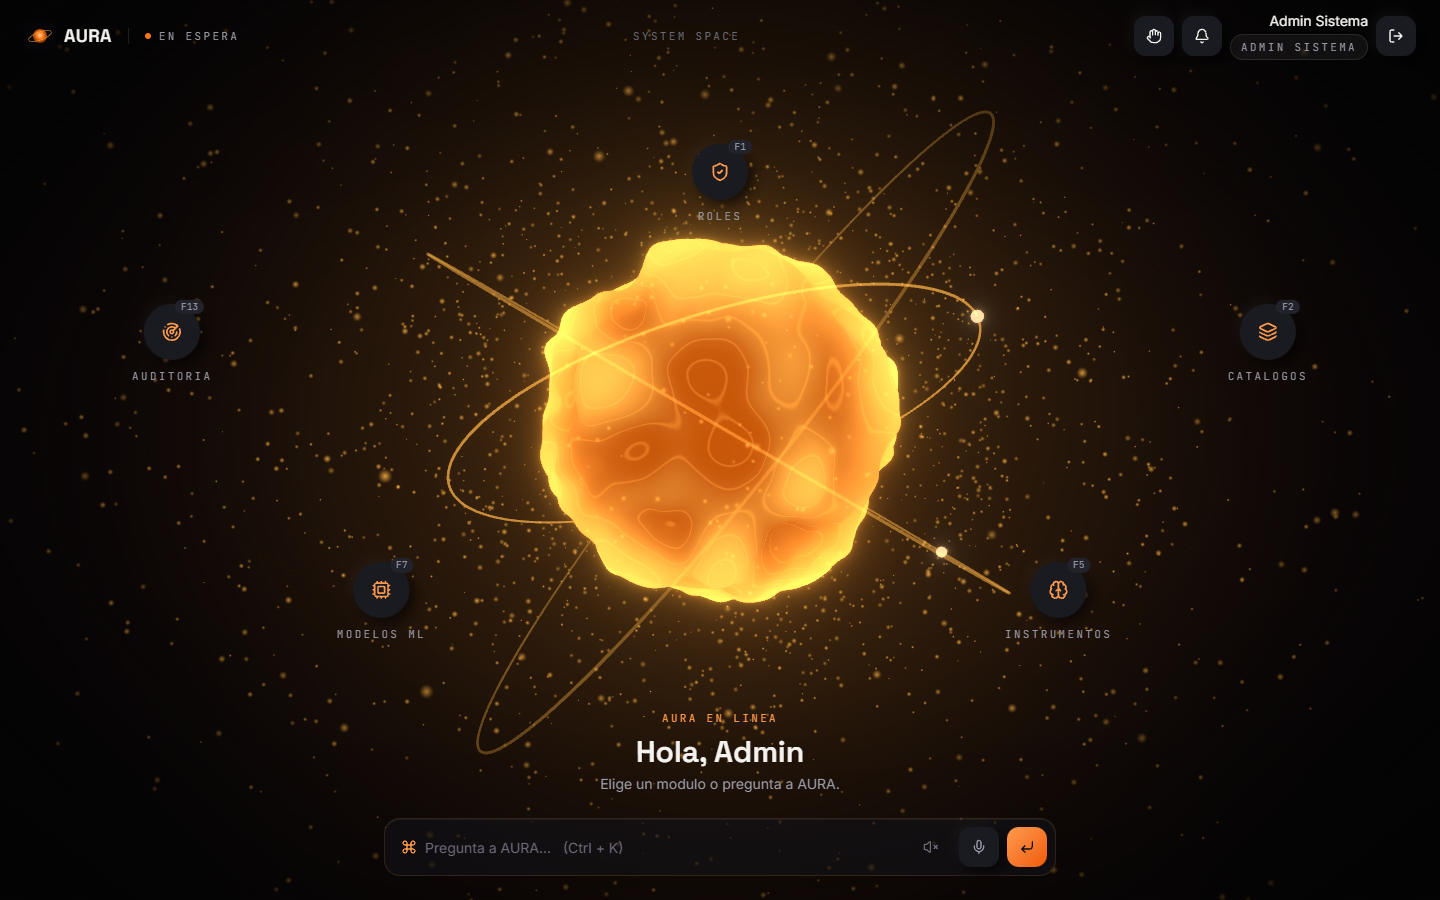 AURA
EN ESPERA
SYSTEM SPACE
Admin Sistema
ADMIN SISTEMA
F1
ROLES
F13
AUDITORIA
F2
CATALOGOS
F7
MODELOS ML
F5
INSTRUMENTOS
AURA EN LINEA
Hola, Admin
Elige un modulo o pregunta a AURA.
Pregunta a AURA... (Ctrl + K)